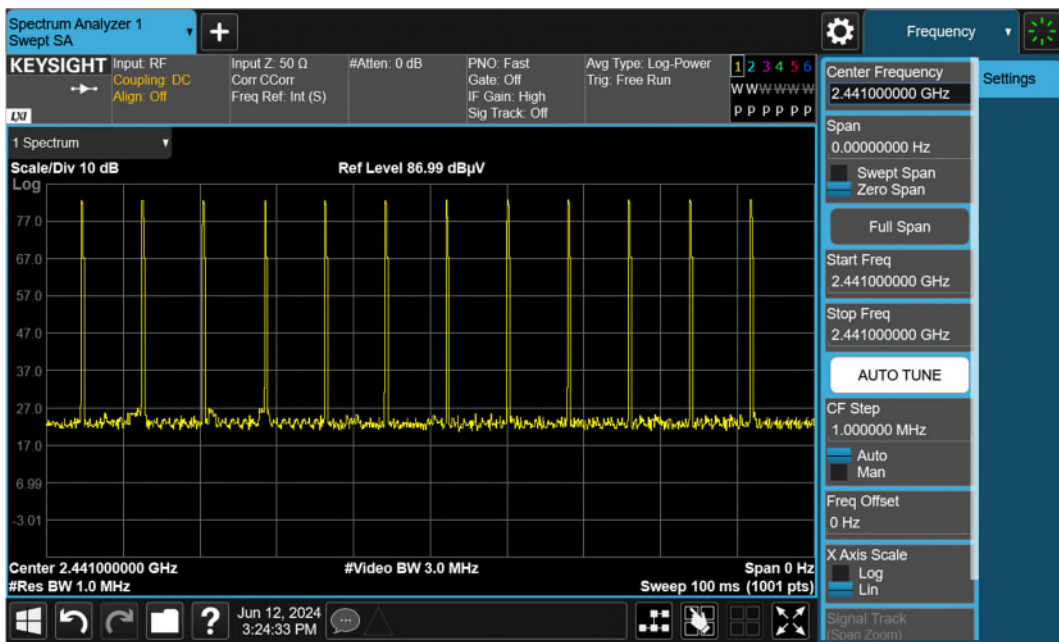 Spectrum Analyzer 1
Swept SA
Frequency
KEYSIGHT
LXI
Input: RF
Coupling: DC
Align: Off
Input Z: 50 Ω
Corr CCorr
Freq Ref: Int (S)
#Atten: 0 dB
PNO: Fast
Gate: Off
IF Gain: High
Sig Track: Off
Avg Type: Log-Power
Trig: Free Run
1 2 3 4 5 6
W W W W W W
P P P P P P
Center Frequency
2.441000000 GHz
Settings
Span
0.00000000 Hz
Swept Span
Zero Span
Full Span
Start Freq
2.441000000 GHz
Stop Freq
2.441000000 GHz
AUTO TUNE
CF Step
1.000000 MHz
Auto
Man
Freq Offset
0 Hz
X Axis Scale
Log
Lin
Signal Track
(Span Zoom)
1 Spectrum
Scale/Div 10 dB
Ref Level 86.99 dBµV
Log
77.0
67.0
57.0
47.0
37.0
27.0
17.0
6.99
-3.01
Center 2.441000000 GHz
#Video BW 3.0 MHz
Span 0 Hz
#Res BW 1.0 MHz
Sweep 100 ms (1001 pts)
?
Jun 12, 2024
3:24:33 PM